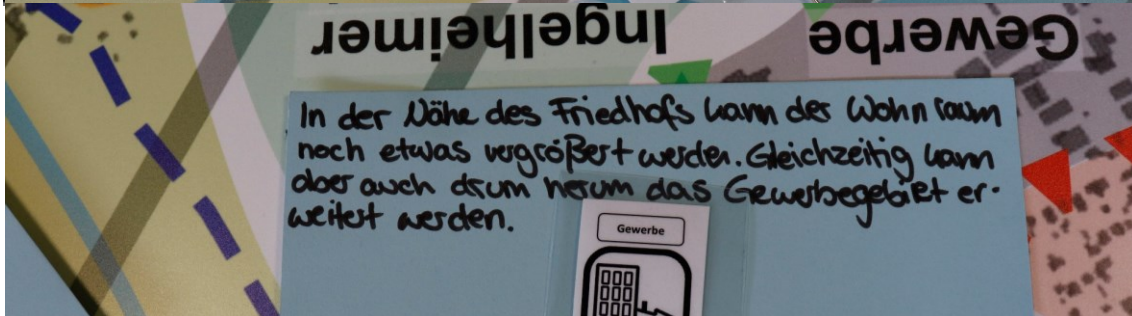 Ingelheimer
Gewerbe
In der Nähe des Friedhofs kann der Wohnraum
noch etwas vergrößert werden. Gleichzeitig kann
aber auch drum herum das Gewerbegebiet er-
weitert werden.
Gewerbe